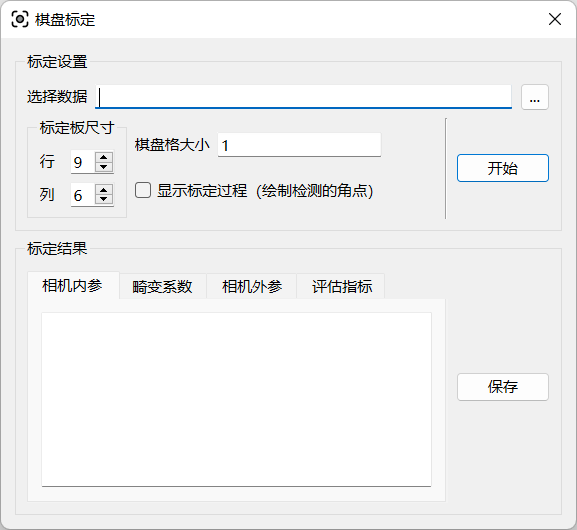 棋盘标定
标定设置
选择数据
...
标定板尺寸
行 9
列 6
棋盘格大小 1
显示标定过程（绘制检测的角点）
开始
标定结果
相机内参 畸变系数 相机外参 评估指标
保存